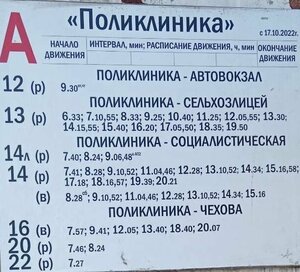 «Поликлиника»
А
с 17.10.2022г.
НАЧАЛО ДВИЖЕНИЯ
ИНТЕРВАЛ, мин; РАСПИСАНИЕ ДВИЖЕНИЯ, ч, мин
ОКОНЧАНИЕ ДВИЖЕНИЯ
ПОЛИКЛИНИКА - АВТОВОКЗАЛ
12 (р) 9.30
ПОЛИКЛИНИКА - СЕЛЬХОЗЛИЦЕЙ
13 (р) 6.33; 7.10,55; 8.33; 9.25; 10.40; 11.25; 12.05,55; 13.30;
14.15,55; 15.40; 16.20; 17.05,50; 18.35; 19.50
ПОЛИКЛИНИКА - СОЦИАЛИСТИЧЕСКАЯ
14л (р) 7.40; 8.24; 9.06,48
14 (р) 7.41; 8.28; 9.10,52; 11.04,46; 12.28; 13.10,52; 14.34; 15.16,58;
17.18; 18.16,57; 19.39; 20.21
(в) 8.28; 9.10,52; 11.04,46; 12.28; 13.10,52; 14.34; 15.16
ПОЛИКЛИНИКА - ЧЕХОВА
16 (в) 7.57; 9.41; 12.05; 13.40; 18.40; 20.07
20 (р) 7.46; 8.24
22 (р) 7.27